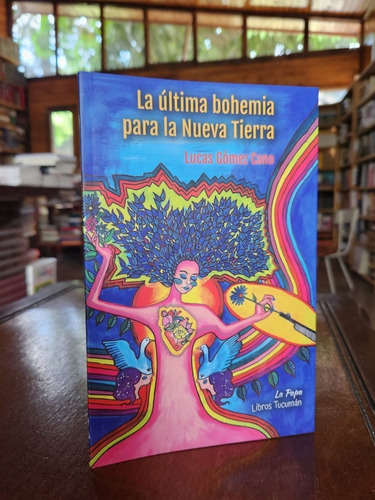 La última bohemia
para la Nueva Tierra
Lucas Gómez Cano
La Papa
Libros Tucumán